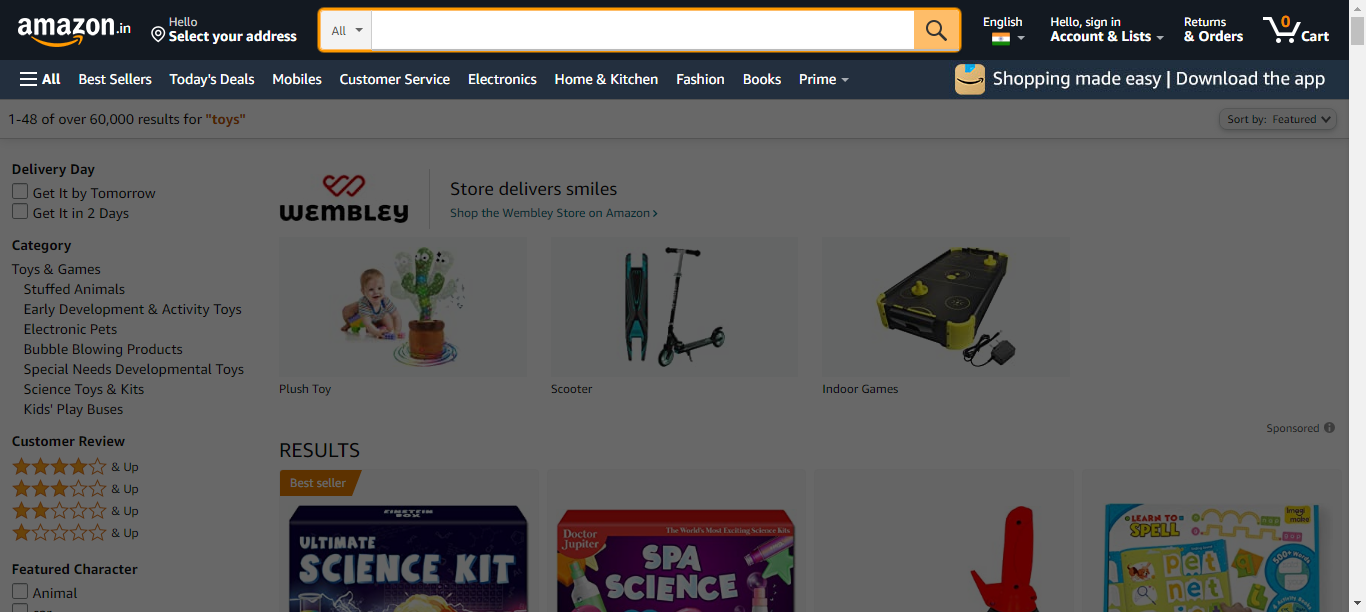 amazon.in
Hello
Select your address
All
English
Hello, sign in
Account & Lists
Returns
& Orders
0
Cart
All
Best Sellers
Today's Deals
Mobiles
Customer Service
Electronics
Home & Kitchen
Fashion
Books
Prime
Shopping made easy | Download the app
1-48 of over 60,000 results for "toys"
Sort by: Featured
Delivery Day
Get It by Tomorrow
Get It in 2 Days
Category
Toys & Games
Stuffed Animals
Early Development & Activity Toys
Electronic Pets
Bubble Blowing Products
Special Needs Developmental Toys
Science Toys & Kits
Kids' Play Buses
Customer Review
& Up
& Up
& Up
& Up
Featured Character
Animal
WEMBLEY
Store delivers smiles
Shop the Wembley Store on Amazon ›
Plush Toy
Scooter
Indoor Games
Sponsored
RESULTS
Best seller
EINSTEIN
BOX
ULTIMATE
SCIENCE KIT
Doctor
Jupiter
The World's Most Exciting Science Kits
SPA
SCIENCE
LEARN TO
SPELL
imagi
make
500+ Words
pet
net